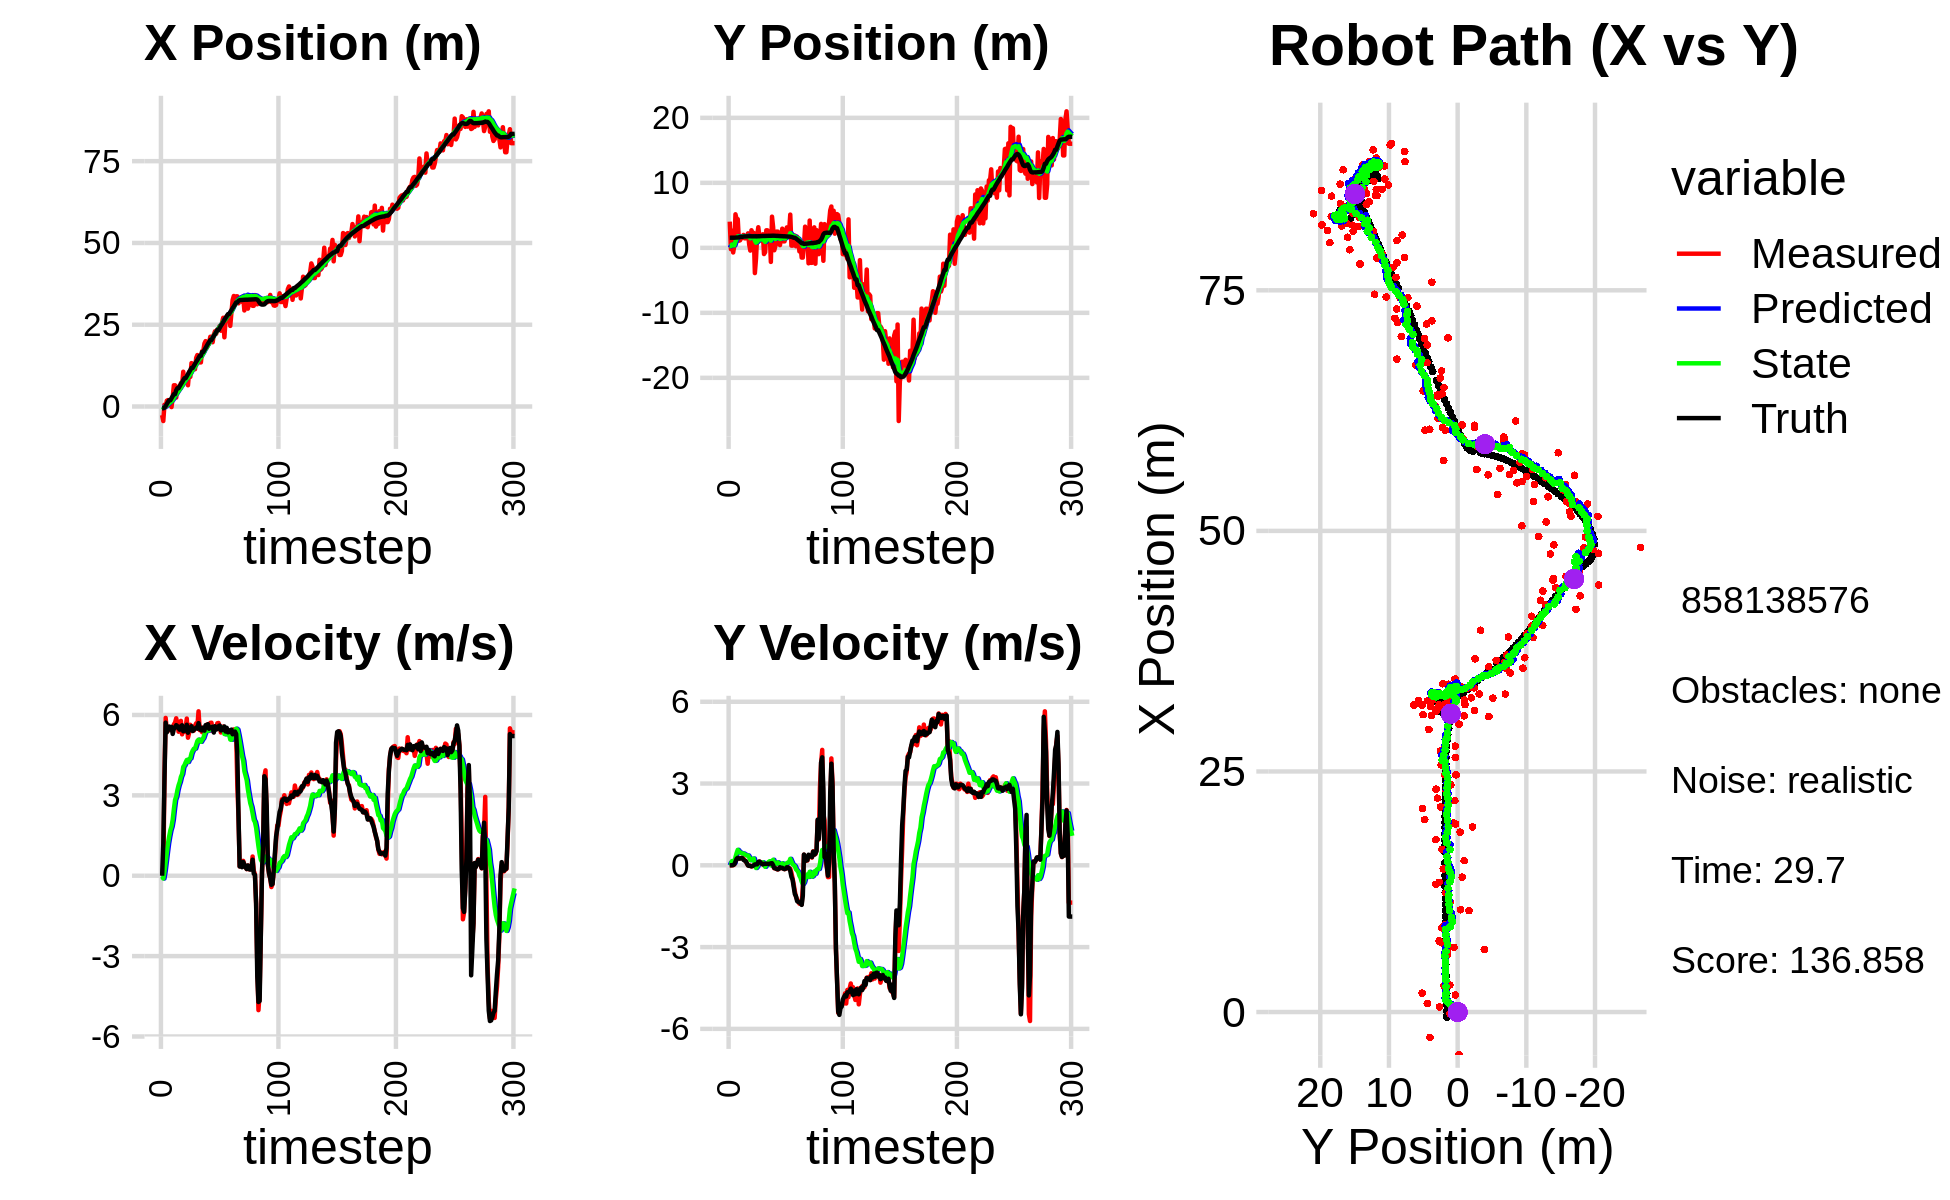 X Position (m)
75
50
25
0
0
100
200
300
timestep
Y Position (m)
20
10
0
-10
-20
0
100
200
300
timestep
X Velocity (m/s)
6
3
0
-3
-6
0
100
200
300
timestep
Y Velocity (m/s)
6
3
0
-3
-6
0
100
200
300
timestep
Robot Path (X vs Y)
X Position (m)
75
50
25
0
20 10 0 -10 -20
Y Position (m)
variable
Measured
Predicted
State
Truth
858138576
Obstacles: none
Noise: realistic
Time: 29.7
Score: 136.858